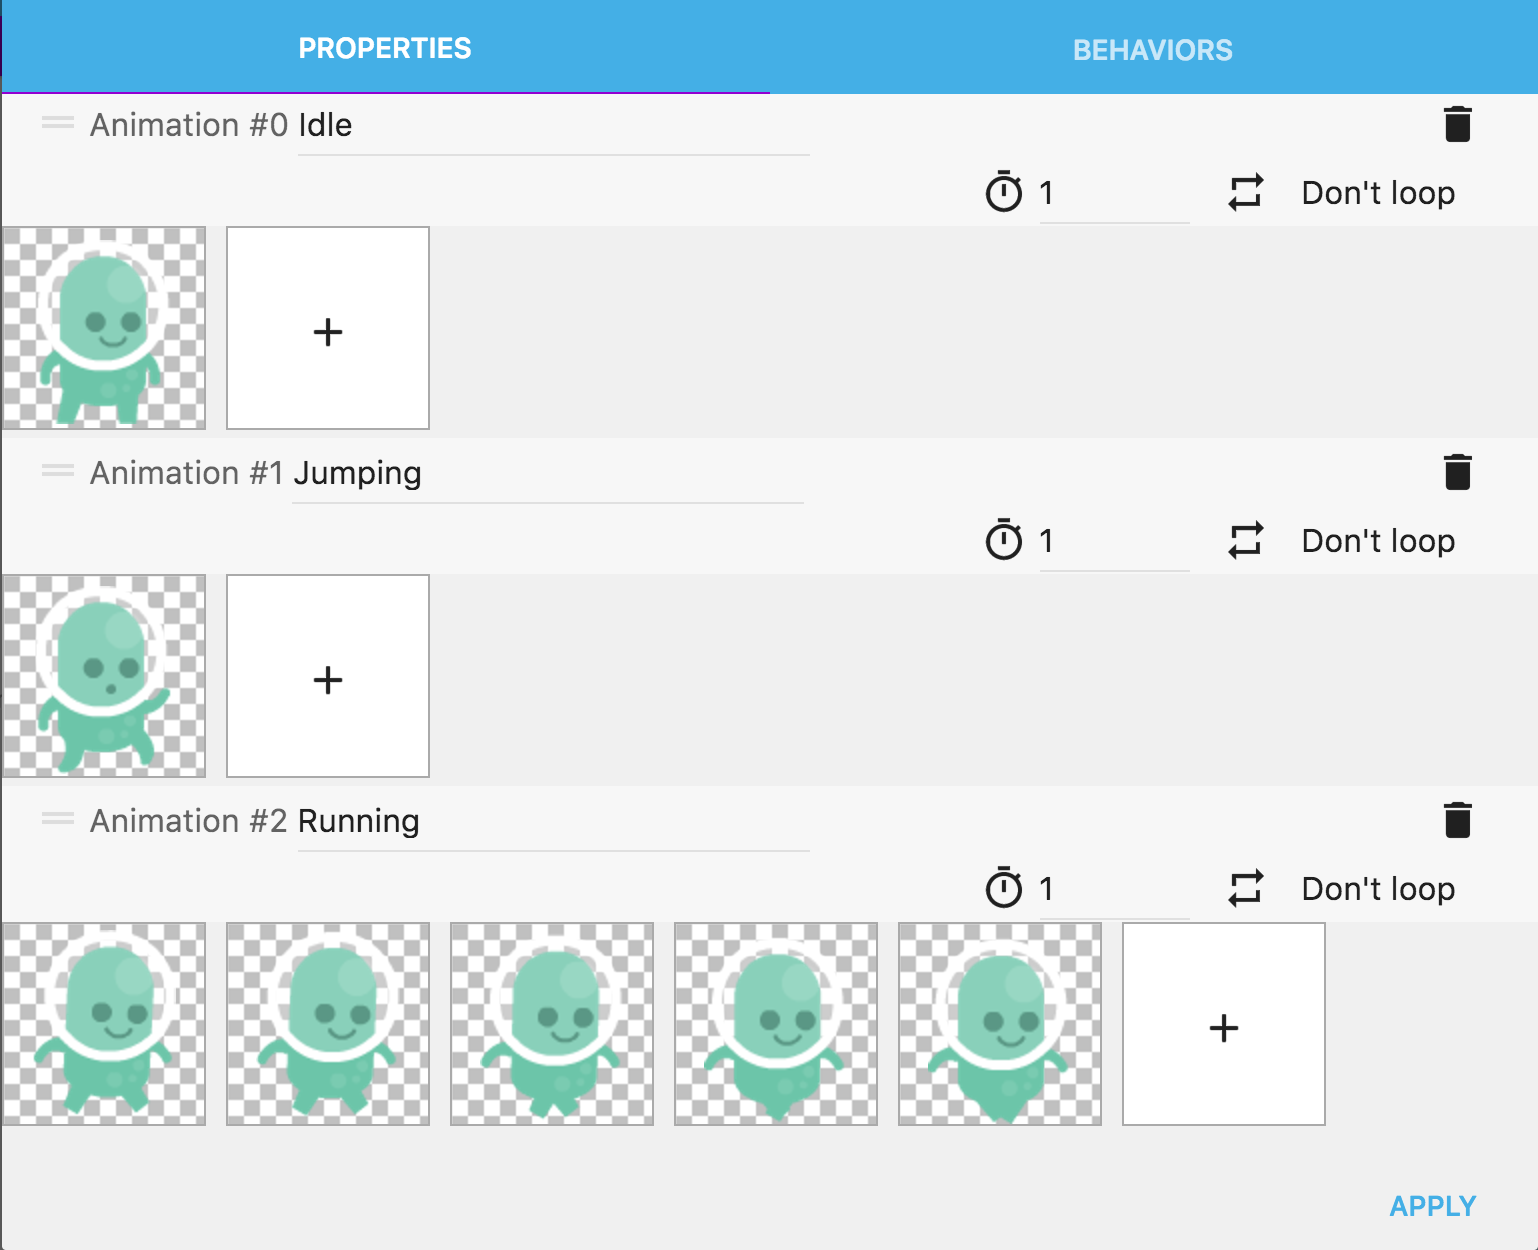 PROPERTIES BEHAVIORS
Animation #0 Idle
1 Don't loop
+
Animation #1 Jumping
1 Don't loop
+
Animation #2 Running
1 Don't loop
+
APPLY